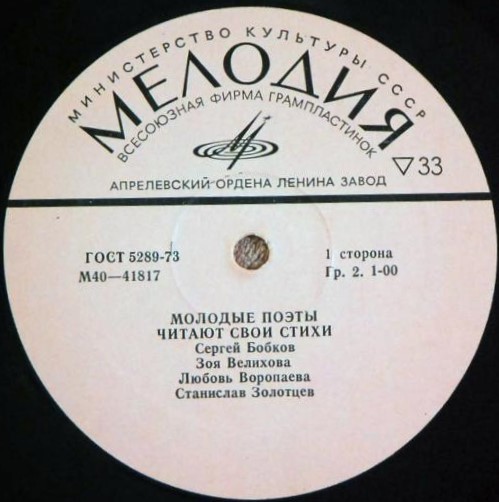 МИНИСТЕРСТВО КУЛЬТУРЫ СССР
МЕЛОДИЯ
ВСЕСОЮЗНАЯ ФИРМА ГРАМПЛАСТИНОК
▽33
АПРЕЛЕВСКИЙ ОРДЕНА ЛЕНИНА ЗАВОД
ГОСТ 5289-73
М40—41817
1 сторона
Гр. 2. 1-00
МОЛОДЫЕ ПОЭТЫ
ЧИТАЮТ СВОИ СТИХИ
Сергей Бобков
Зоя Велихова
Любовь Воропаева
Станислав Золотцев